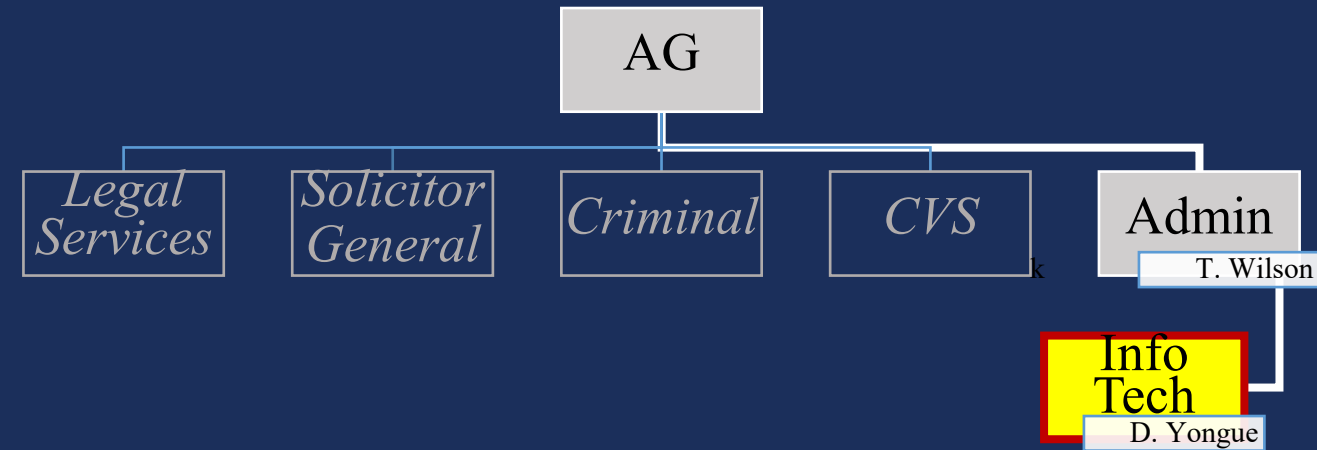 AG
Legal
Services
Solicitor
General
Criminal
CVS
k
Admin
T. Wilson
Info
Tech
D. Yongue